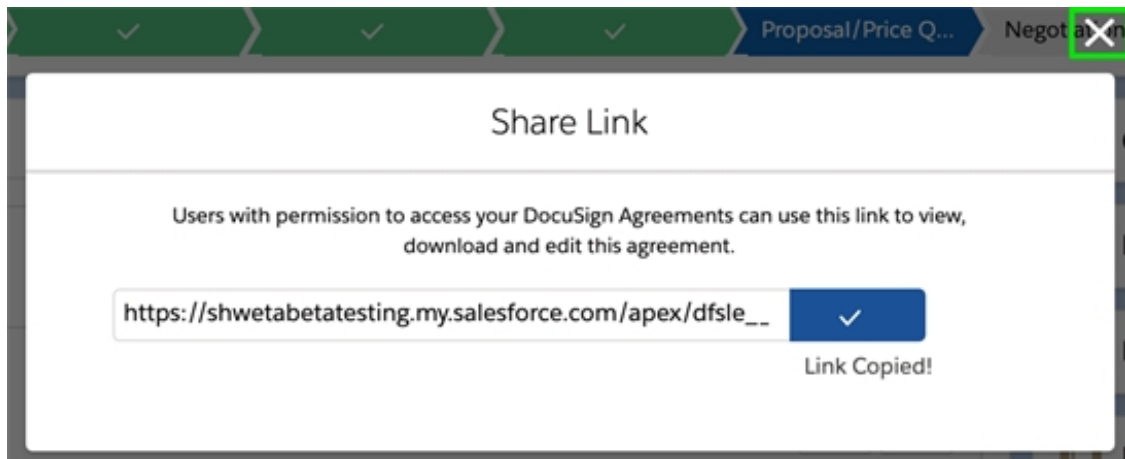 Proposal/Price Q...
Negotiation
Share Link
Users with permission to access your DocuSign Agreements can use this link to view,
download and edit this agreement.
https://shwetabetatesting.my.salesforce.com/apex/dfsle__
Link Copied!